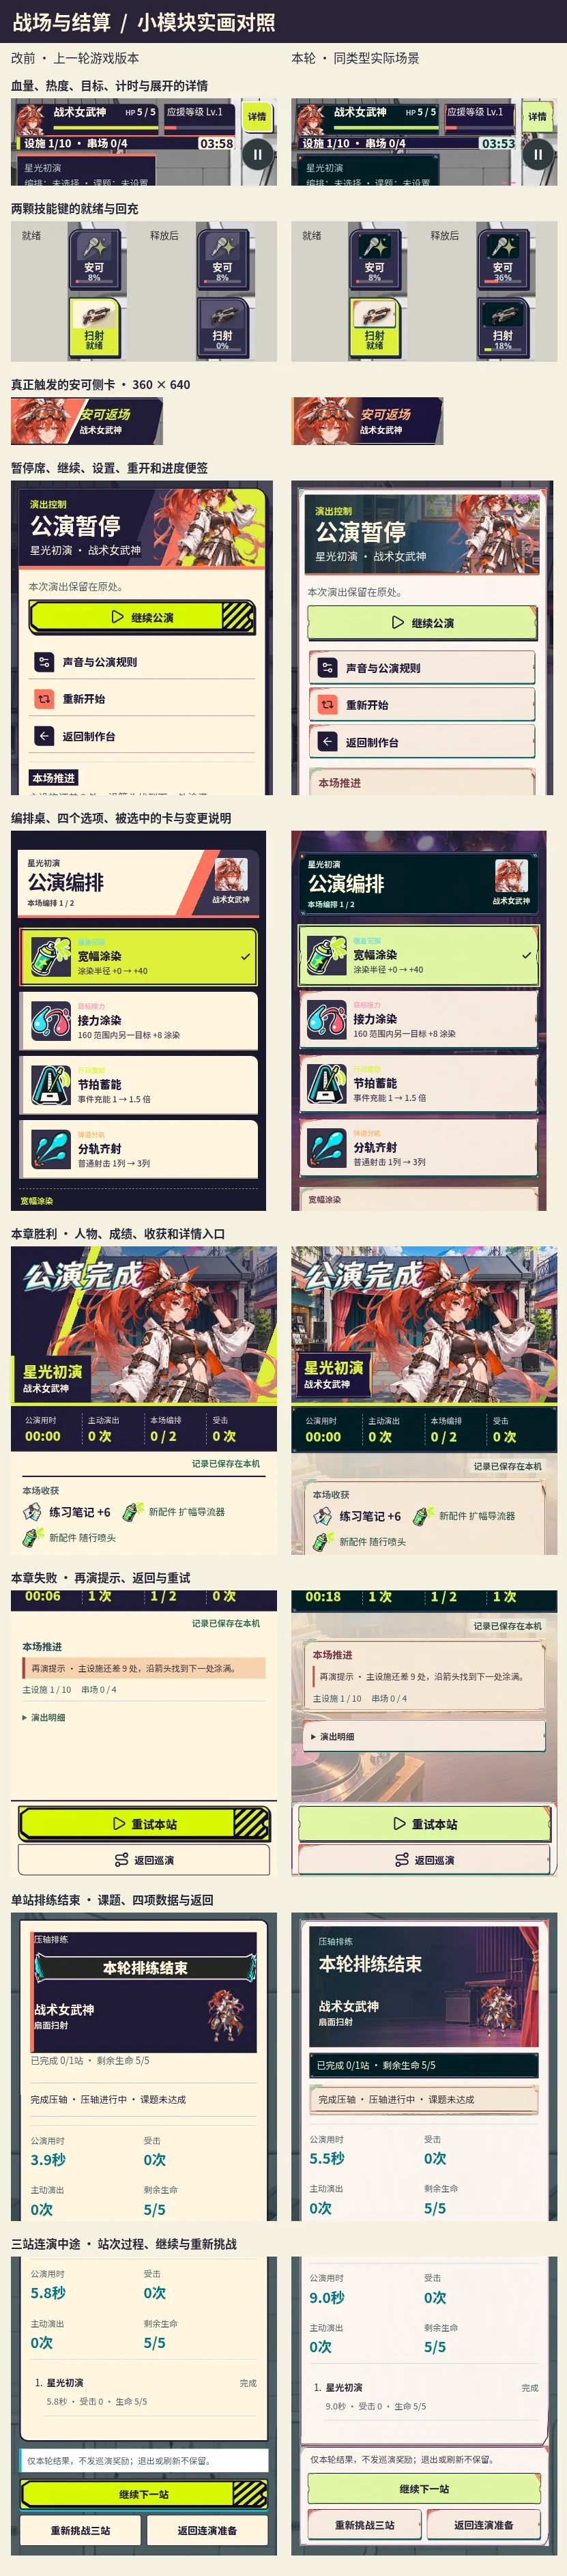 战场与结算 / 小模块实画对照
改前 · 上一轮游戏版本
本轮 · 同类型实际场景
血量、热度、目标、计时与展开的详情
战术女武神 HP 5 / 5 应援等级 Lv.1 详情
设施 1/10 · 串场 0/4 03:58
星光初演
编排：未选择 · 课题：未设置
战术女武神 HP 5 / 5 应援等级 Lv.1 详情
设施 1/10 · 串场 0/4 03:53
星光初演
编排：未选择 · 课题：未设置
两颗技能键的就绪与回充
就绪 释放后
安可 安可
8% 8%
扫射 扫射
就绪 0%
就绪 释放后
安可 安可
8% 36%
扫射 扫射
就绪 18%
真正触发的安可侧卡 · 360 × 640
安可返场
战术女武神
安可返场
战术女武神
暂停席、继续、设置、重开和进度便签
演出控制
公演暂停
星光初演 · 战术女武神
本次演出保留在原处。
继续公演
声音与公演规则
重新开始
返回制作台
本场推进
演出控制
公演暂停
星光初演 · 战术女武神
本次演出保留在原处。
继续公演
声音与公演规则
重新开始
返回制作台
本场推进
编排桌、四个选项、被选中的卡与变更说明
星光初演
公演编排
本场编排 1 / 2
战术女武神
宽幅涂染
涂染半径 +0 → +40
目标接力
接力涂染
160 范围内另一目标 +8 涂染
行动蓄能
节拍蓄能
事件充能 1 → 1.5 倍
弹道分轨
分轨齐射
普通射击 1列 → 3列
宽幅涂染
星光初演
公演编排
本场编排 1 / 2
战术女武神
宽幅涂染
涂染半径 +0 → +40
目标接力
接力涂染
160 范围内另一目标 +8 涂染
行动蓄能
节拍蓄能
事件充能 1 → 1.5 倍
弹道分轨
分轨齐射
普通射击 1列 → 3列
宽幅涂染
本章胜利 · 人物、成绩、收获和详情入口
公演完成
星光初演
战术女武神
公演用时 主动演出 本场编排 受击
00:00 0 次 0 / 2 0 次
记录已保存在本机
本场收获
练习笔记 +6 新配件 扩幅导流器
新配件 随行喷头
公演完成
星光初演
战术女武神
公演用时 主动演出 本场编排 受击
00:00 0 次 0 / 2 0 次
记录已保存在本机
本场收获
练习笔记 +6 新配件 扩幅导流器
新配件 随行喷头
本章失败 · 再演提示、返回与重试
00:06 1 次 1 / 2 0 次
记录已保存在本机
本场推进
再演提示 · 主设施还差 9 处，沿箭头找到下一处涂染。
主设施 1 / 10 串场 0 / 4
▶ 演出明细
重试本站
返回巡演
00:18 1 次 1 / 2 0 次
记录已保存在本机
本场推进
再演提示 · 主设施还差 9 处，沿箭头找到下一处涂染。
主设施 1 / 10 串场 0 / 4
▶ 演出明细
重试本站
返回巡演
单站排练结束 · 课题、四项数据与返回
压轴排练
本轮排练结束
战术女武神
扇面扫射
已完成 0/1站 · 剩余生命 5/5
完成压轴 · 压轴进行中 · 课题未达成
公演用时 受击
3.9秒 0次
主动演出 剩余生命
0次 5/5
压轴排练
本轮排练结束
战术女武神
扇面扫射
已完成 0/1站 · 剩余生命 5/5
完成压轴 · 压轴进行中 · 课题未达成
公演用时 受击
5.5秒 0次
主动演出 剩余生命
0次 5/5
三站连演中途 · 站次过程、继续与重新挑战
公演用时 受击
5.8秒 0次
主动演出 剩余生命
0次 5/5
1. 星光初演 完成
5.8秒 · 受击 0 · 生命 5/5
仅本轮结果，不发巡演奖励；退出或刷新不保留。
继续下一站
重新挑战三站 返回连演准备
公演用时 受击
9.0秒 0次
主动演出 剩余生命
0次 5/5
1. 星光初演 完成
9.0秒 · 受击 0 · 生命 5/5
仅本轮结果，不发巡演奖励；退出或刷新不保留。
继续下一站
重新挑战三站 返回连演准备